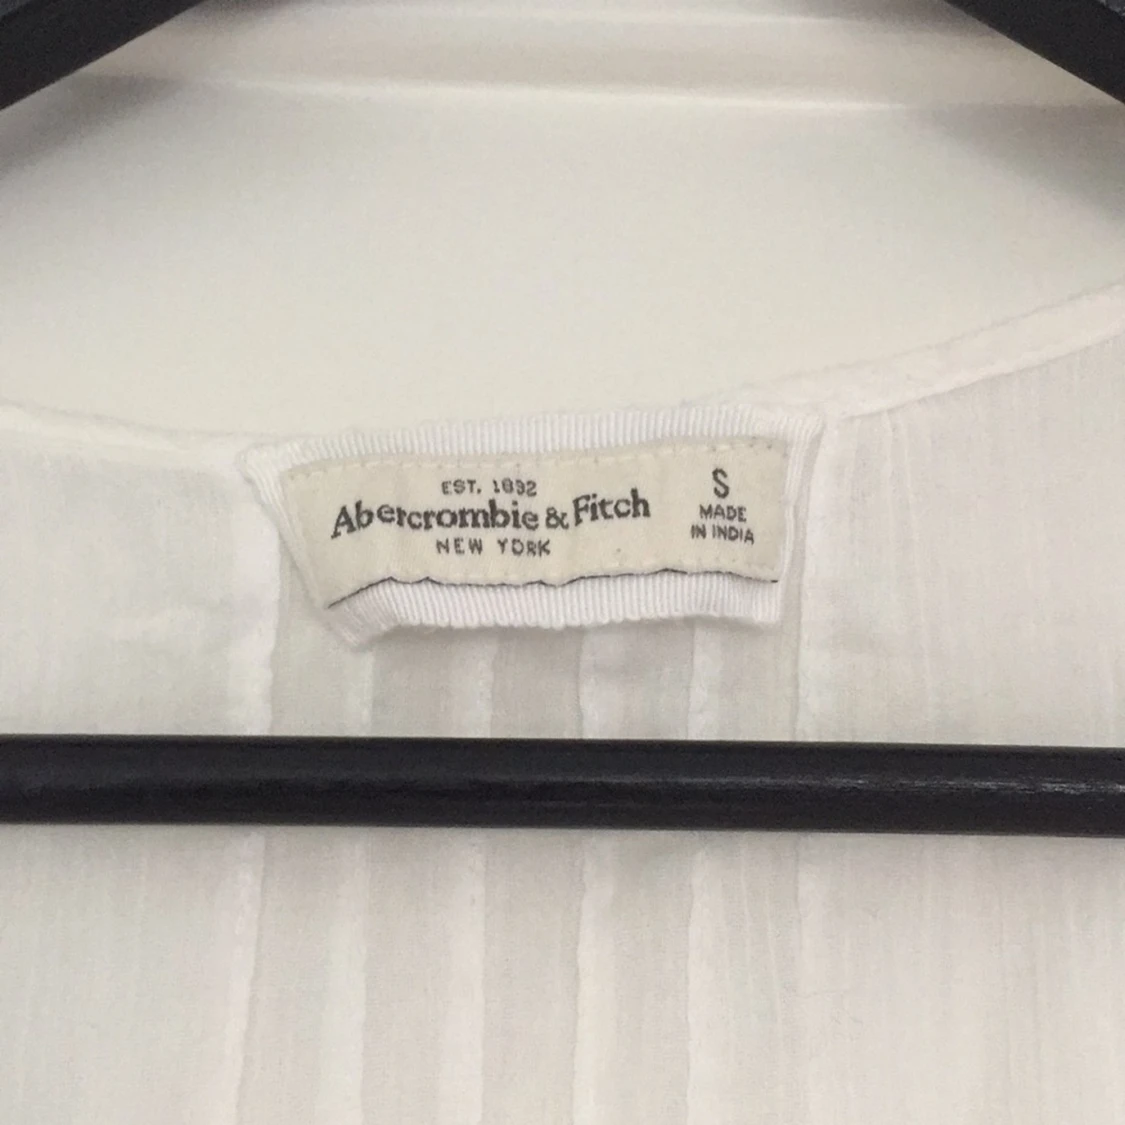 EST. 1892
Abercrombie & Fitch
NEW YORK
S
MADE
IN INDIA